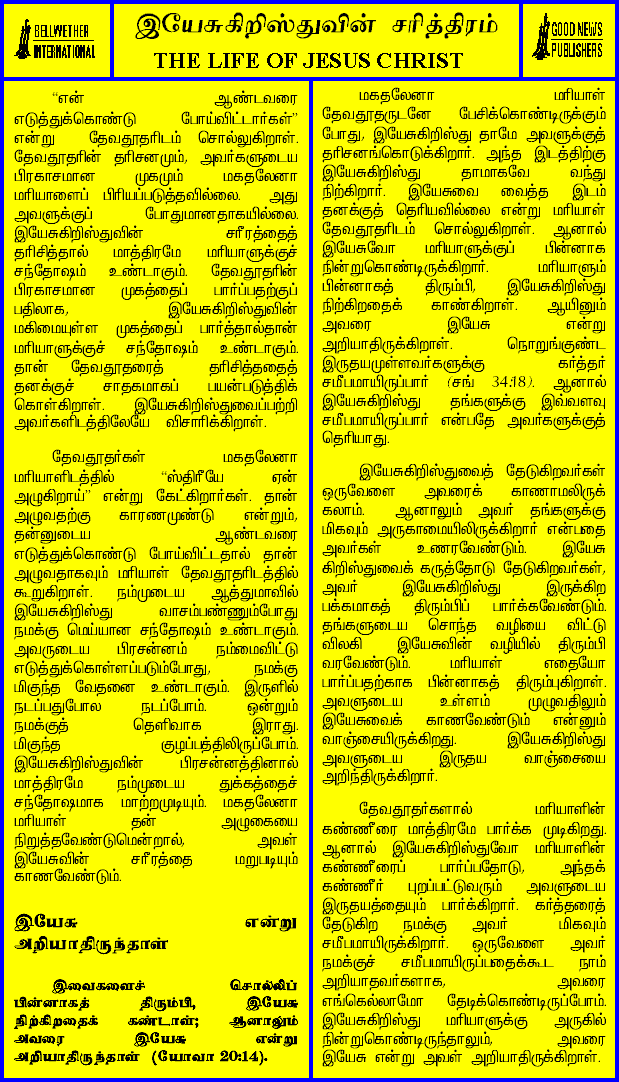 BELLWETHER
INTERNATIONAL
இயேசுகிறிஸ்துவின் சரித்திரம்
THE LIFE OF JESUS CHRIST
GOOD NEWS
PUBLISHERS
“என் ஆண்டவரை
எடுத்துக்கொண்டு போய்விட்டார்கள்”
என்று தேவதூதரிடம் சொல்லுகிறாள்.
தேவதூதரின் தரிசனமும், அவர்களுடைய
பிரகாசமான முகமும் மகதலேனா
மரியாளைப் பிரியப்படுத்தவில்லை. அது
அவளுக்குப் போதுமானதாகயில்லை.
இயேசுகிறிஸ்துவின் சரீரத்தைத்
தரிசித்தால் மாத்திரமே மரியாளுக்குச்
சந்தோஷம் உண்டாகும். தேவதூதரின்
பிரகாசமான முகத்தைப் பார்ப்பதற்குப்
பதிலாக, இயேசுகிறிஸ்துவின்
மகிமையுள்ள முகத்தைப் பார்த்தால்தான்
மரியாளுக்குச் சந்தோஷம் உண்டாகும்.
தான் தேவதூதரைத் தரிசித்ததைத்
தனக்குச் சாதகமாகப் பயன்படுத்திக்
கொள்கிறாள். இயேசுகிறிஸ்துவைப்பற்றி
அவர்களிடத்திலேயே விசாரிக்கிறாள்.
தேவதூதர்கள் மகதலேனா
மரியாளிடத்தில் “ஸ்திரீயே ஏன்
அழுகிறாய்” என்று கேட்கிறார்கள். தான்
அழுவதற்கு காரணமுண்டு என்றும்,
தன்னுடைய ஆண்டவரை
எடுத்துக்கொண்டு போய்விட்டதால் தான்
அழுவதாகவும் மரியாள் தேவதூதரிடத்தில்
கூறுகிறாள். நம்முடைய ஆத்துமாவில்
இயேசுகிறிஸ்து வாசம்பண்ணும்போது
நமக்கு மெய்யான சந்தோஷம் உண்டாகும்.
அவருடைய பிரசன்னம் நம்மைவிட்டு
எடுத்துக்கொள்ளப்படும்போது, நமக்கு
மிகுந்த வேதனை உண்டாகும். இருளில்
நடப்பதுபோல நடப்போம். ஒன்றும்
நமக்குத் தெளிவாக இராது.
மிகுந்த குழப்பத்திலிருப்போம்.
இயேசுகிறிஸ்துவின் பிரசன்னத்தினால்
மாத்திரமே நம்முடைய துக்கத்தைச்
சந்தோஷமாக மாற்றமுடியும். மகதலேனா
மரியாள் தன் அழுகையை
நிறுத்தவேண்டுமென்றால், அவள்
இயேசுவின் சரீரத்தை மறுபடியும்
காணவேண்டும்.
இயேசு என்று
அறியாதிருந்தாள்
இவைகளைச் சொல்லிப்
பின்னாகத் திரும்பி, இயேசு
நிற்கிறதைக் கண்டாள்; ஆனாலும்
அவரை இயேசு என்று
அறியாதிருந்தாள் (யோவா 20:14).
மகதலேனா மரியாள்
தேவதூதருடனே பேசிக்கொண்டிருக்கும்
போது, இயேசுகிறிஸ்து தாமே அவளுக்குத்
தரிசனங்கொடுக்கிறார். அந்த இடத்திற்கு
இயேசுகிறிஸ்து தாமாகவே வந்து
நிற்கிறார். இயேசுவை வைத்த இடம்
தனக்குத் தெரியவில்லை என்று மரியாள்
தேவதூதரிடம் சொல்லுகிறாள். ஆனால்
இயேசுவோ மரியாளுக்குப் பின்னாக
நின்றுகொண்டிருக்கிறார். மரியாளும்
பின்னாகத் திரும்பி, இயேசுகிறிஸ்து
நிற்கிறதைக் காண்கிறாள். ஆயினும்
அவரை இயேசு என்று
அறியாதிருக்கிறாள். நொறுங்குண்ட
இருதயமுள்ளவர்களுக்கு கர்த்தர்
சமீபமாயிருப்பார் (சங் 34:18). ஆனால்
இயேசுகிறிஸ்து தங்களுக்கு இவ்வளவு
சமீபமாயிருப்பார் என்பதே அவர்களுக்குத்
தெரியாது.
இயேசுகிறிஸ்துவைத் தேடுகிறவர்கள்
ஒருவேளை அவரைக் காணாமலிருக்
கலாம். ஆனாலும் அவர் தங்களுக்கு
மிகவும் அருகாமையிலிருக்கிறார் என்பதை
அவர்கள் உணரவேண்டும். இயேசு
கிறிஸ்துவைக் கருத்தோடு தேடுகிறவர்கள்,
அவர் இயேசுகிறிஸ்து இருக்கிற
பக்கமாகத் திரும்பிப் பார்க்கவேண்டும்.
தங்களுடைய சொந்த வழியை விட்டு
விலகி இயேசுவின் வழியில் திரும்பி
வரவேண்டும். மரியாள் எதையோ
பார்ப்பதற்காக பின்னாகத் திரும்புகிறாள்.
அவளுடைய உள்ளம் முழுவதிலும்
இயேசுவைக் காணவேண்டும் என்னும்
வாஞ்சையிருக்கிறது. இயேசுகிறிஸ்து
அவளுடைய இருதய வாஞ்சையை
அறிந்திருக்கிறார்.
தேவதூதர்களால் மரியாளின்
கண்ணீரை மாத்திரமே பார்க்க முடிகிறது.
ஆனால் இயேசுகிறிஸ்துவோ மரியாளின்
கண்ணீரைப் பார்ப்பதோடு, அந்தக்
கண்ணீர் புறப்பட்டுவரும் அவளுடைய
இருதயத்தையும் பார்க்கிறார். கர்த்தரைத்
தேடுகிற நமக்கு அவர் மிகவும்
சமீபமாயிருக்கிறார். ஒருவேளை அவர்
நமக்குச் சமீபமாயிருப்பதைக்கூட நாம்
அறியாதவர்களாக, அவரை
எங்கெல்லாமோ தேடிக்கொண்டிருப்போம்.
இயேசுகிறிஸ்து மரியாளுக்கு அருகில்
நின்றுகொண்டிருந்தாலும், அவரை
இயேசு என்று அவள் அறியாதிருக்கிறாள்.